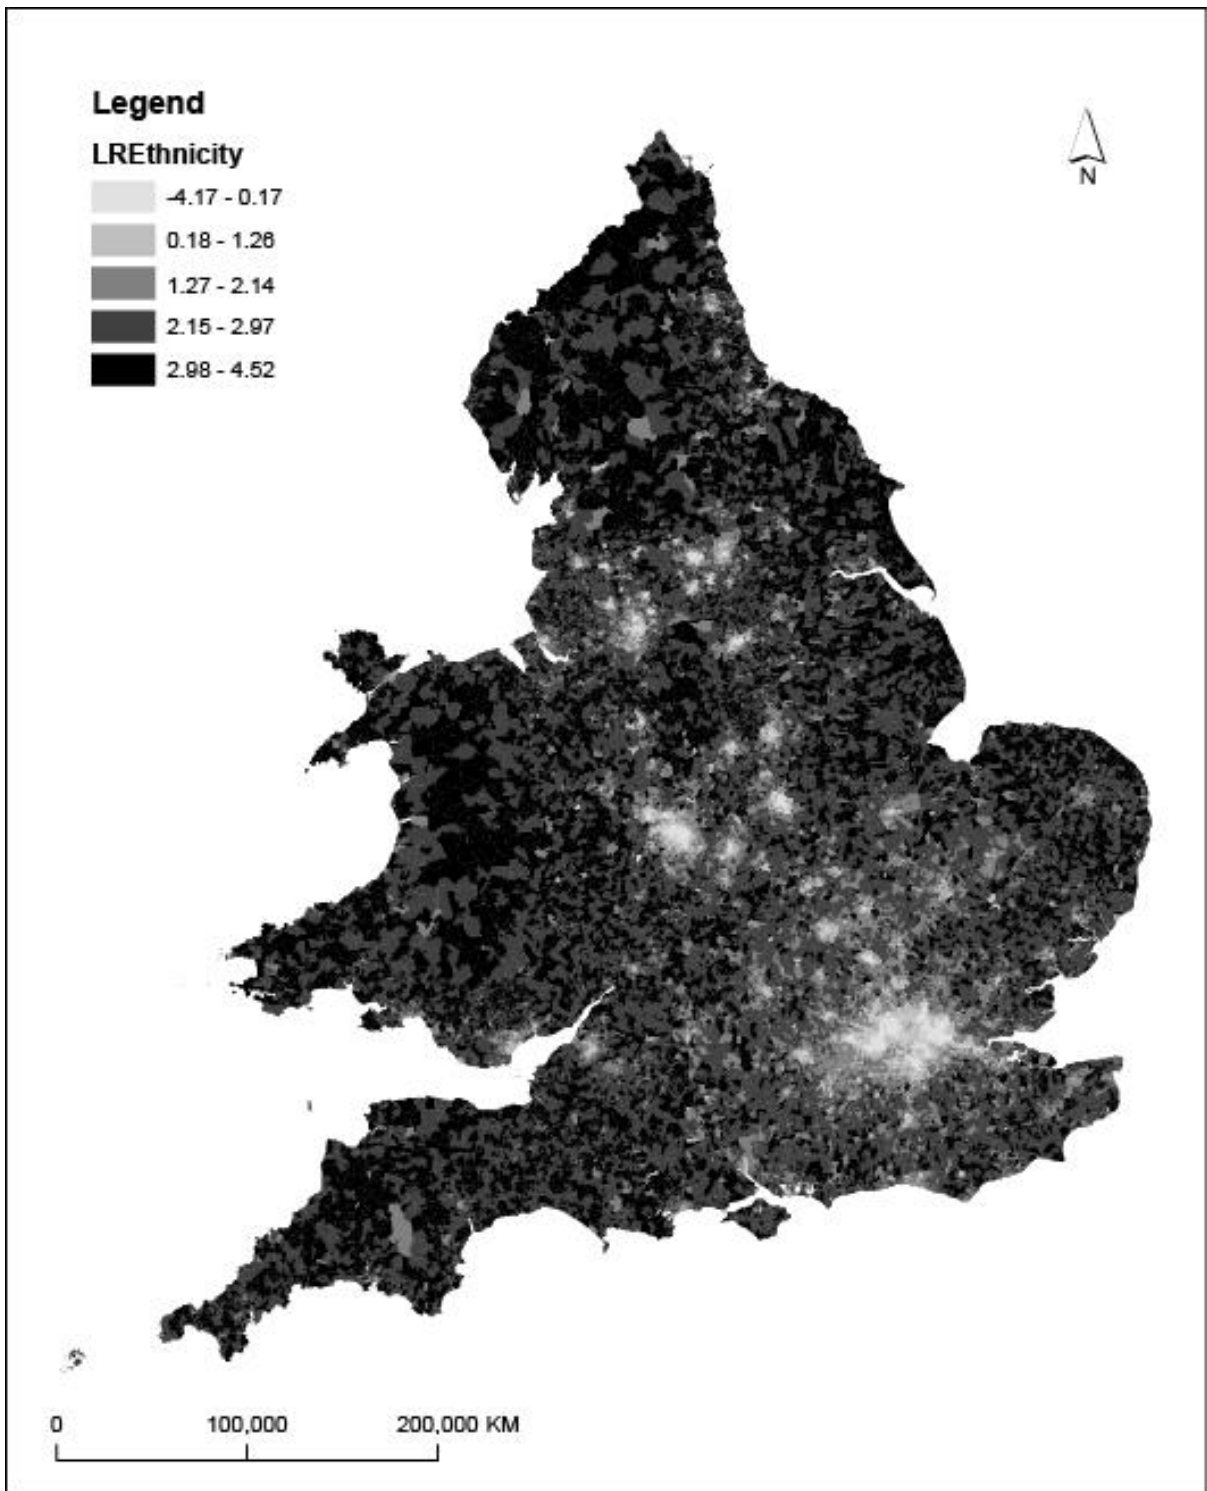 Legend
LREthnicity
-4.17 - 0.17
0.18 - 1.26
1.27 - 2.14
2.15 - 2.97
2.98 - 4.52
N
0 100,000 200,000 KM